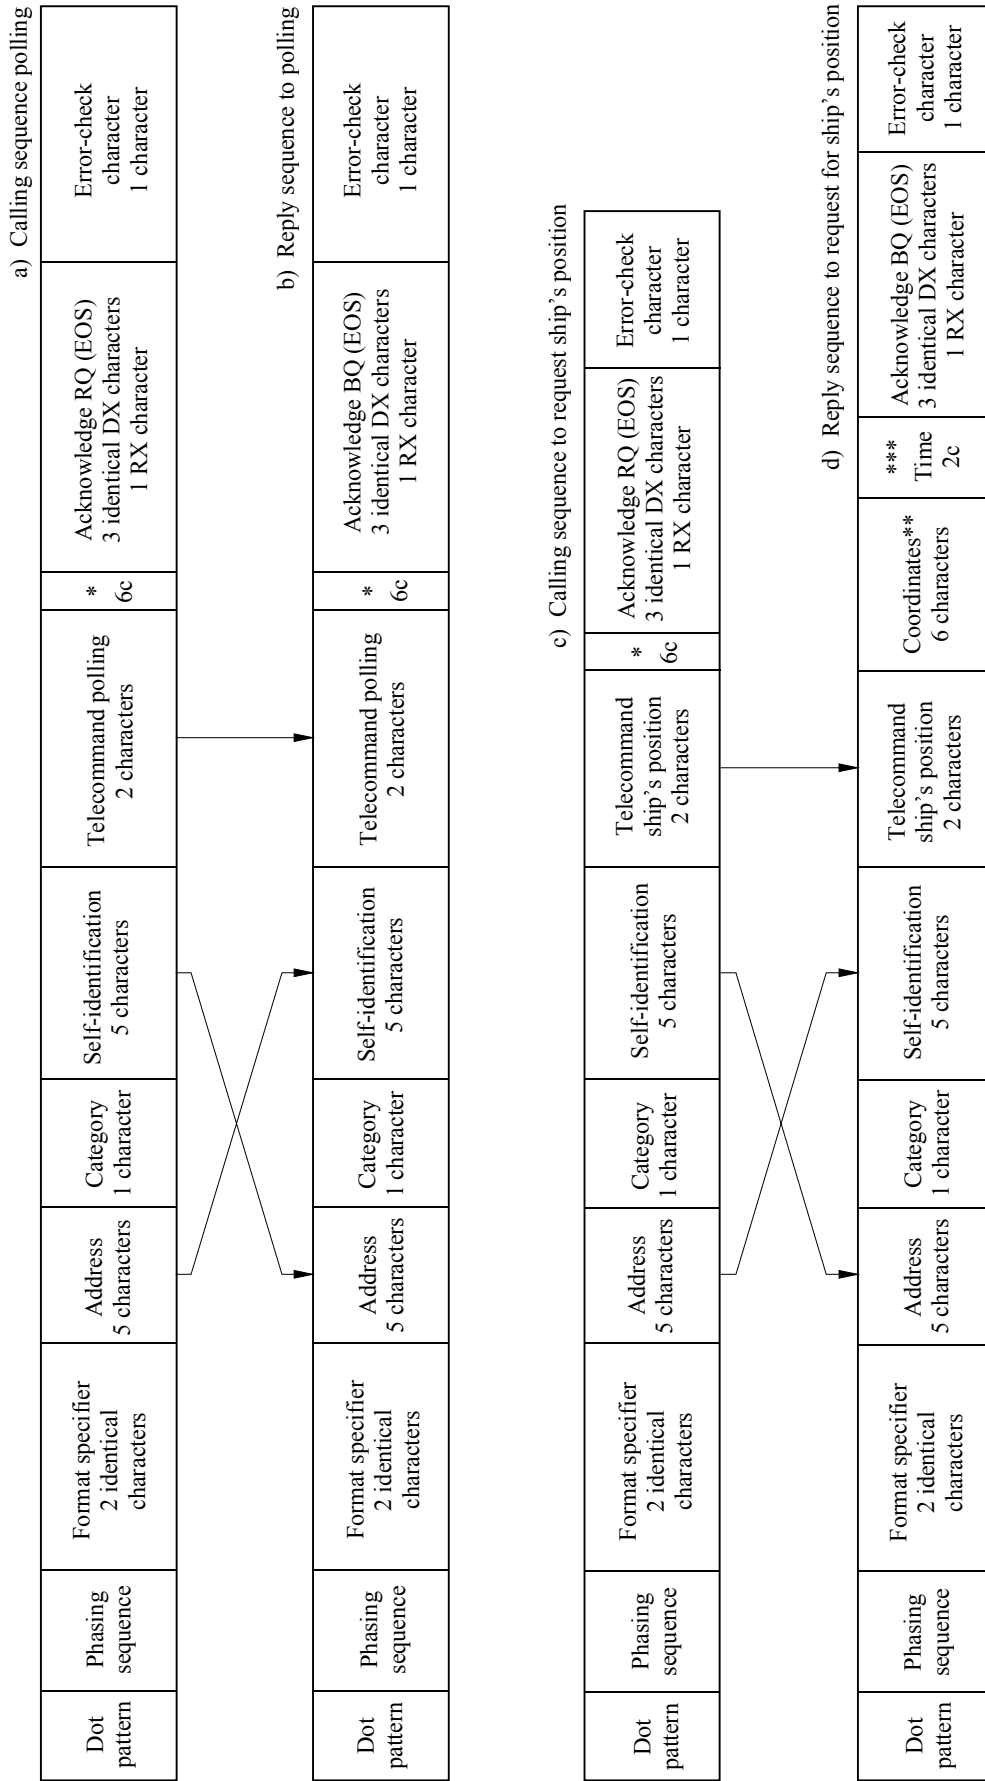 a) Calling sequence polling
Dot
pattern
Phasing
sequence
Format specifier
2 identical
characters
Address
5 characters
Category
1 character
Self-identification
5 characters
Telecommand polling
2 characters
*
6c
Acknowledge RQ (EOS)
3 identical DX characters
1 RX character
Error-check
character
1 character
b) Reply sequence to polling
Dot
pattern
Phasing
sequence
Format specifier
2 identical
characters
Address
5 characters
Category
1 character
Self-identification
5 characters
Telecommand polling
2 characters
*
6c
Acknowledge BQ (EOS)
3 identical DX characters
1 RX character
Error-check
character
1 character
c) Calling sequence to request ship’s position
Dot
pattern
Phasing
sequence
Format specifier
2 identical
characters
Address
5 characters
Category
1 character
Self-identification
5 characters
Telecommand
ship’s position
2 characters
*
6c
Acknowledge RQ (EOS)
3 identical DX characters
1 RX character
Error-check
character
1 character
d) Reply sequence to request for ship’s position
Dot
pattern
Phasing
sequence
Format specifier
2 identical
characters
Address
5 characters
Category
1 character
Self-identification
5 characters
Telecommand
ship’s position
2 characters
Coordinates**
6 characters
***
Time
2c
Acknowledge BQ (EOS)
3 identical DX characters
1 RX character
Error-check
character
1 character